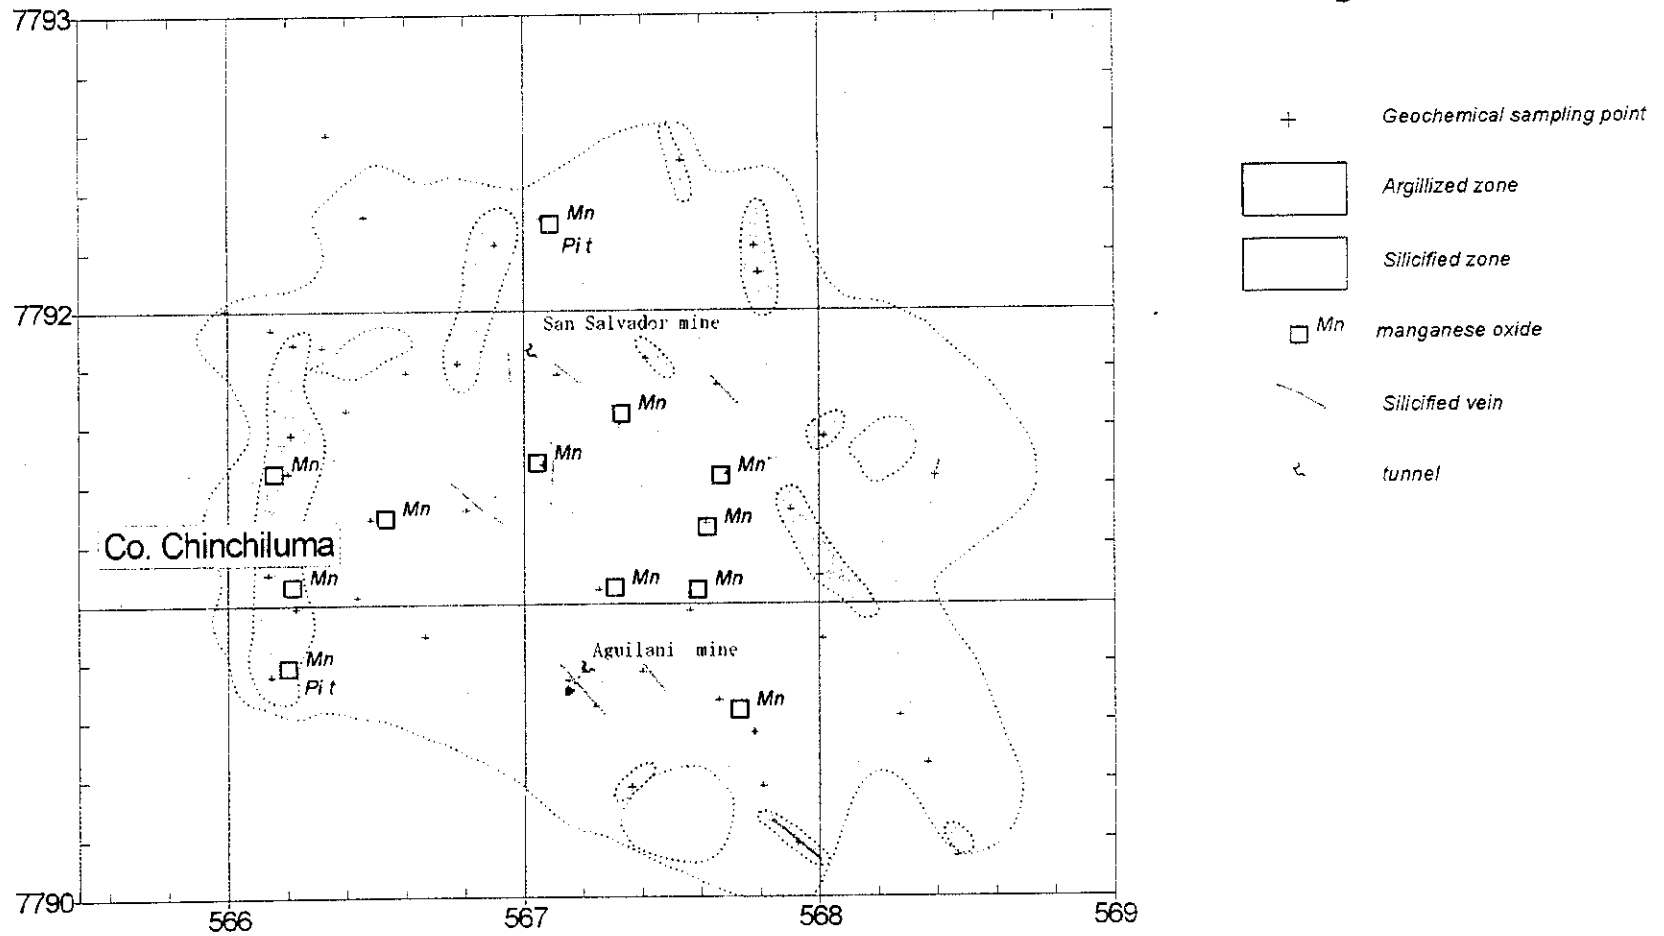 7793
Geochemical sampling point
Argillized zone
Mn
Pit
Silicified zone
7792
San Salvador mine
Mn manganese oxide
Mn
Silicified vein
Mn
Mn
Mn
tunnel
Mn
Mn
Co. Chinchiluma
Mn
Mn
Mn
Aguilani mine
Mn
Pit
Mn
7790
566
567
568
569